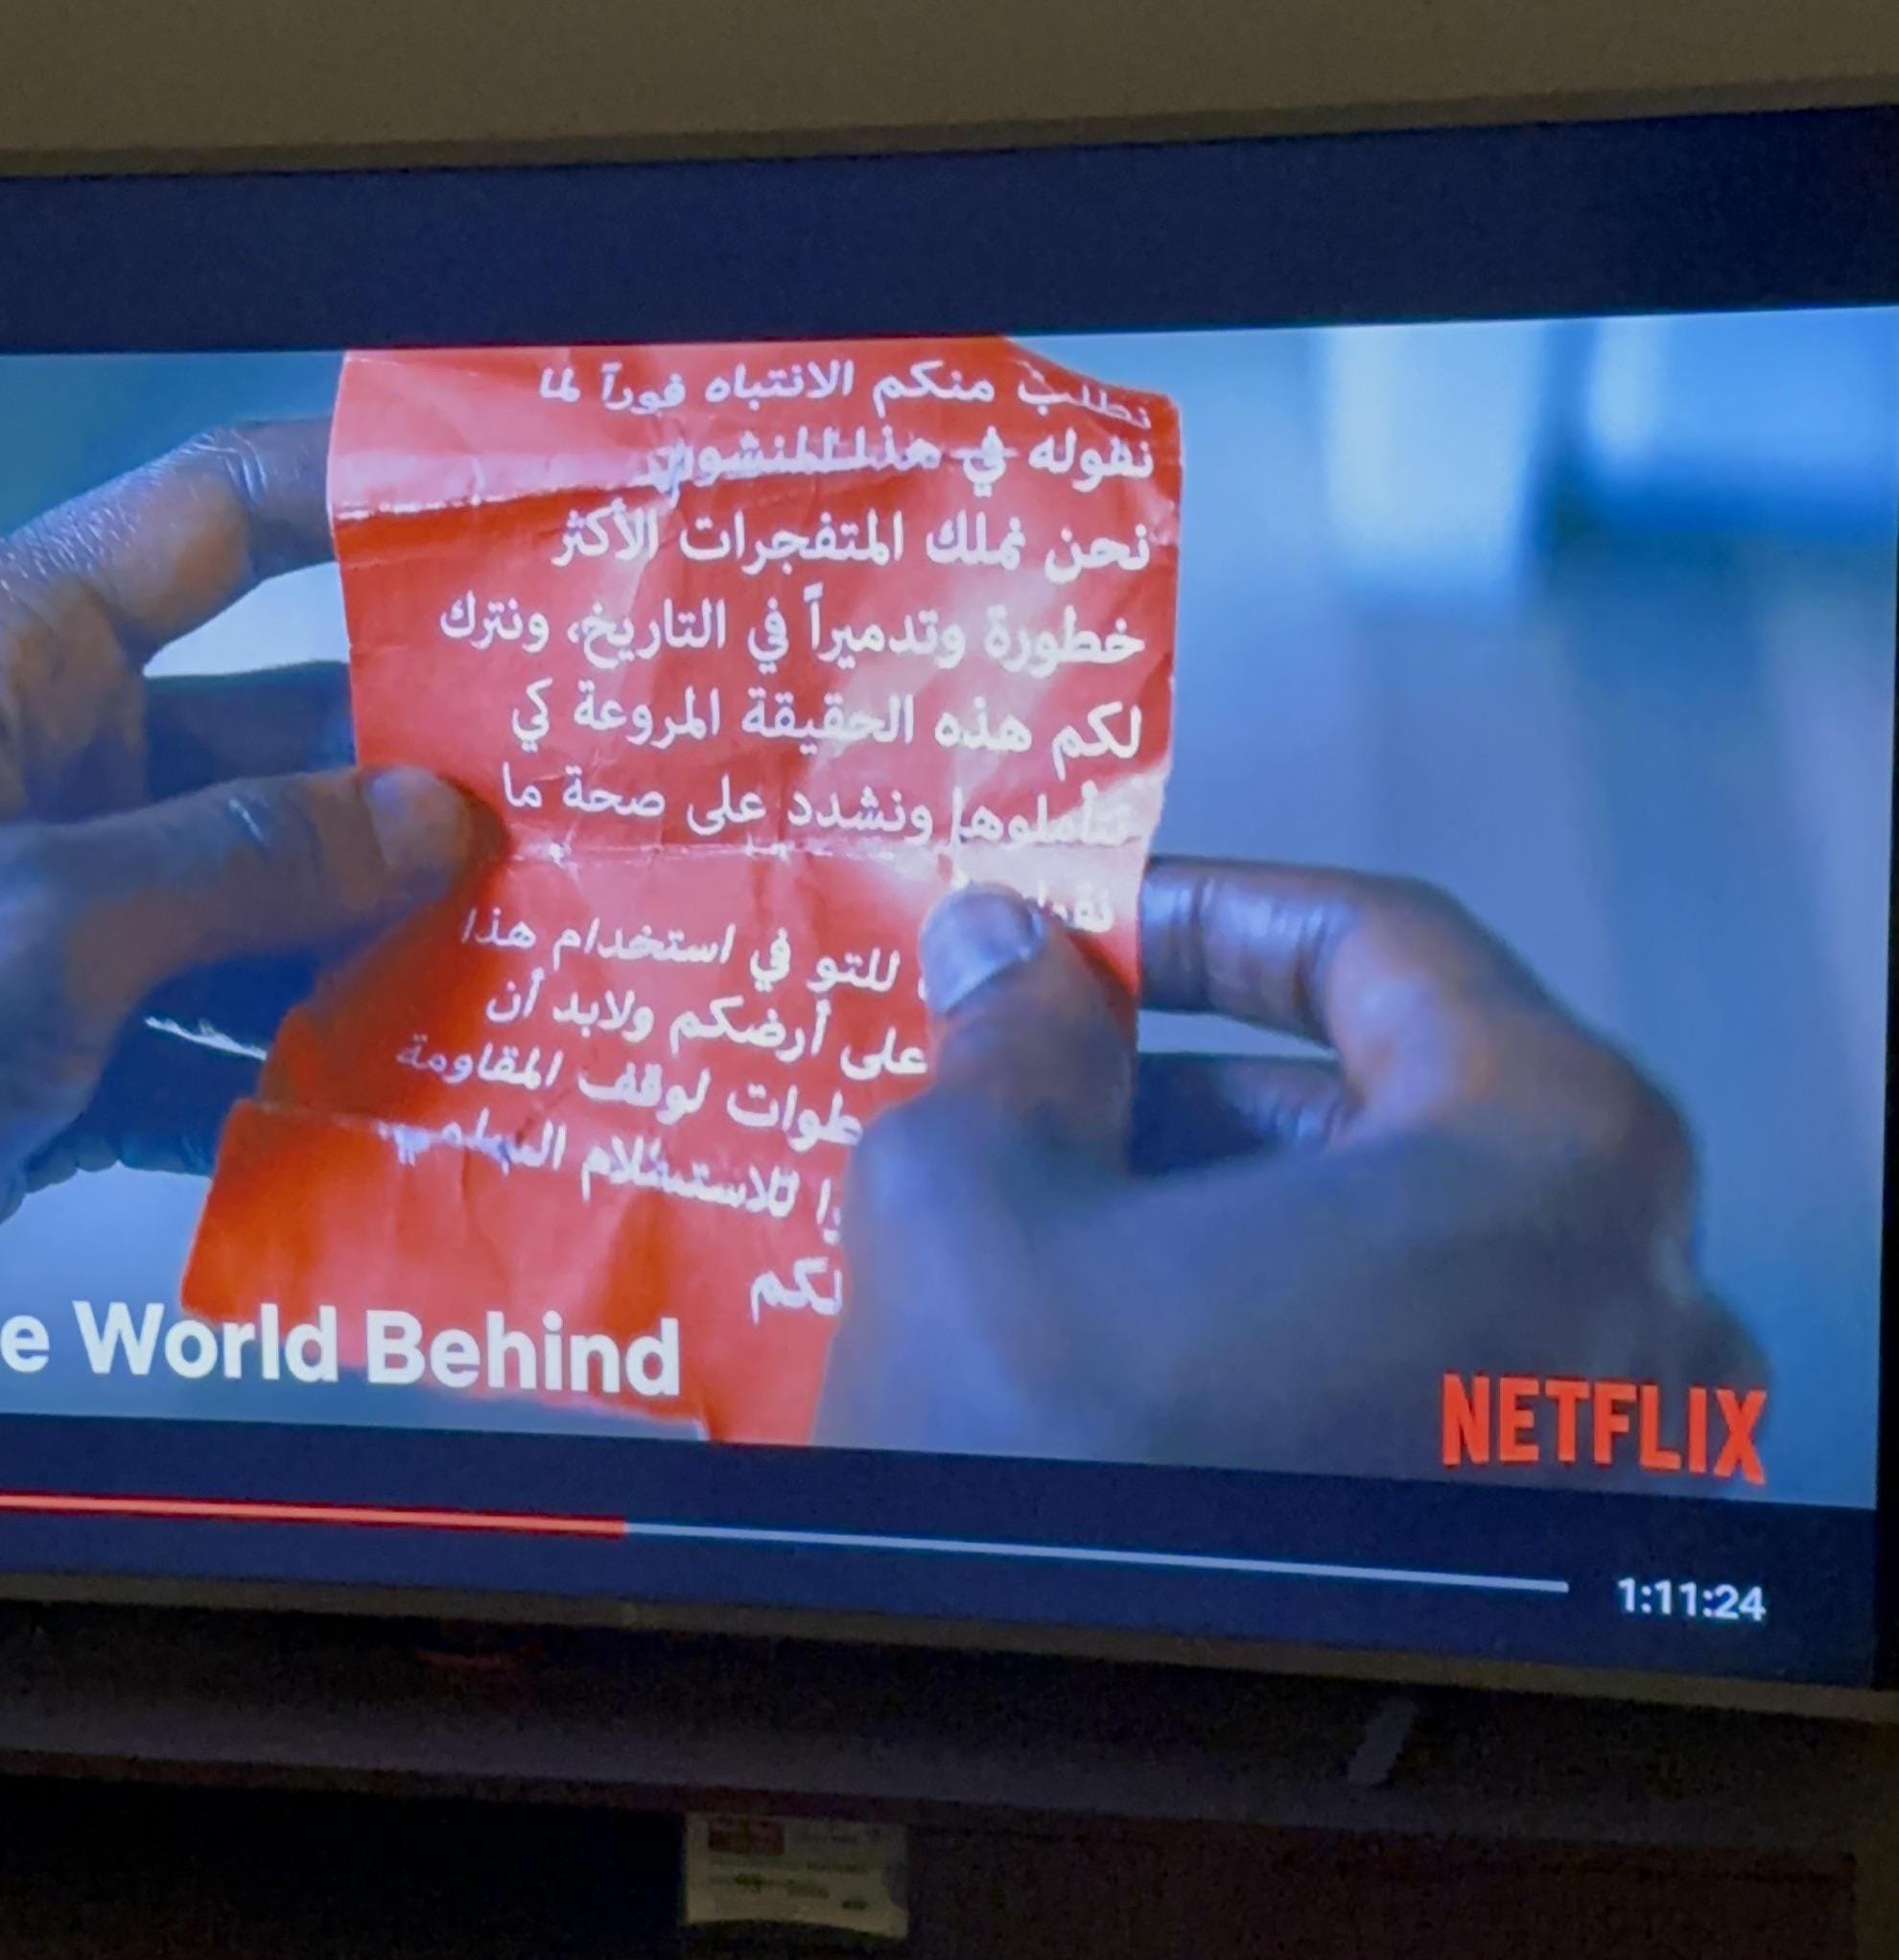 نطلب منكم الانتباه فوراً لما
نقوله في هذا المنشور
نحن نملك المتفجرات الأكثر
خطورة وتدميراً في التاريخ، ونترك
لكم هذه الحقيقة المروعة كي
تتأملوها ونشدد على صحة ما
للتو في استخدام هذا
على أرضكم ولابد أن
طوات لوقف المقاومة
للاستسلام السلمي
لكم
e World Behind
NETFLIX
1:11:24